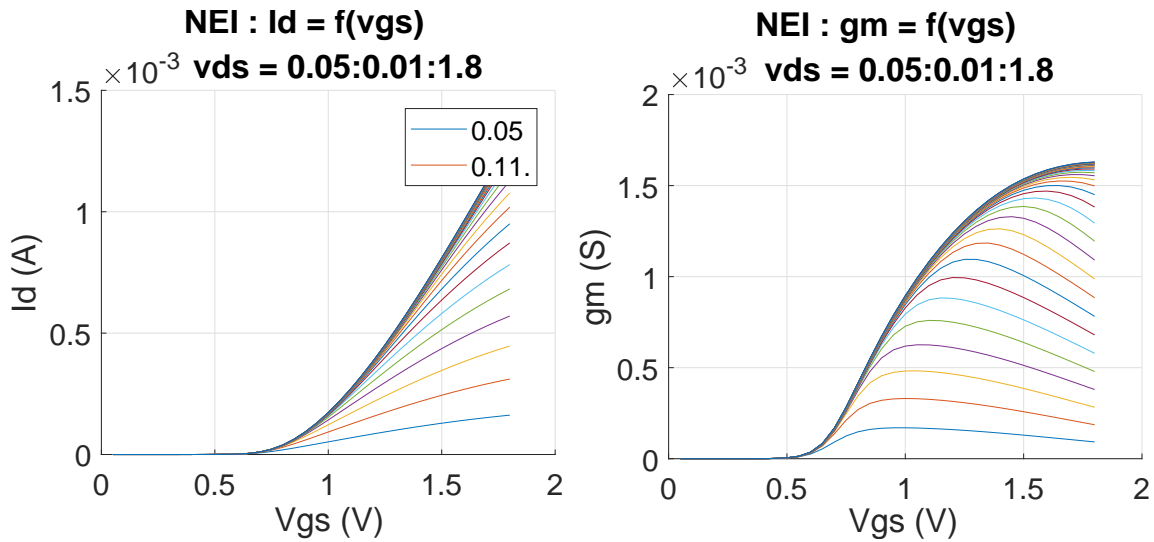 NEI : Id = f(vgs)
vds = 0.05:0.01:1.8
×10⁻³
1.5
1
0.5
0
0
0.5
1
1.5
2
Id (A)
Vgs (V)
0.05
0.11.
NEI : gm = f(vgs)
vds = 0.05:0.01:1.8
×10⁻³
2
1.5
1
0.5
0
0
0.5
1
1.5
2
gm (S)
Vgs (V)